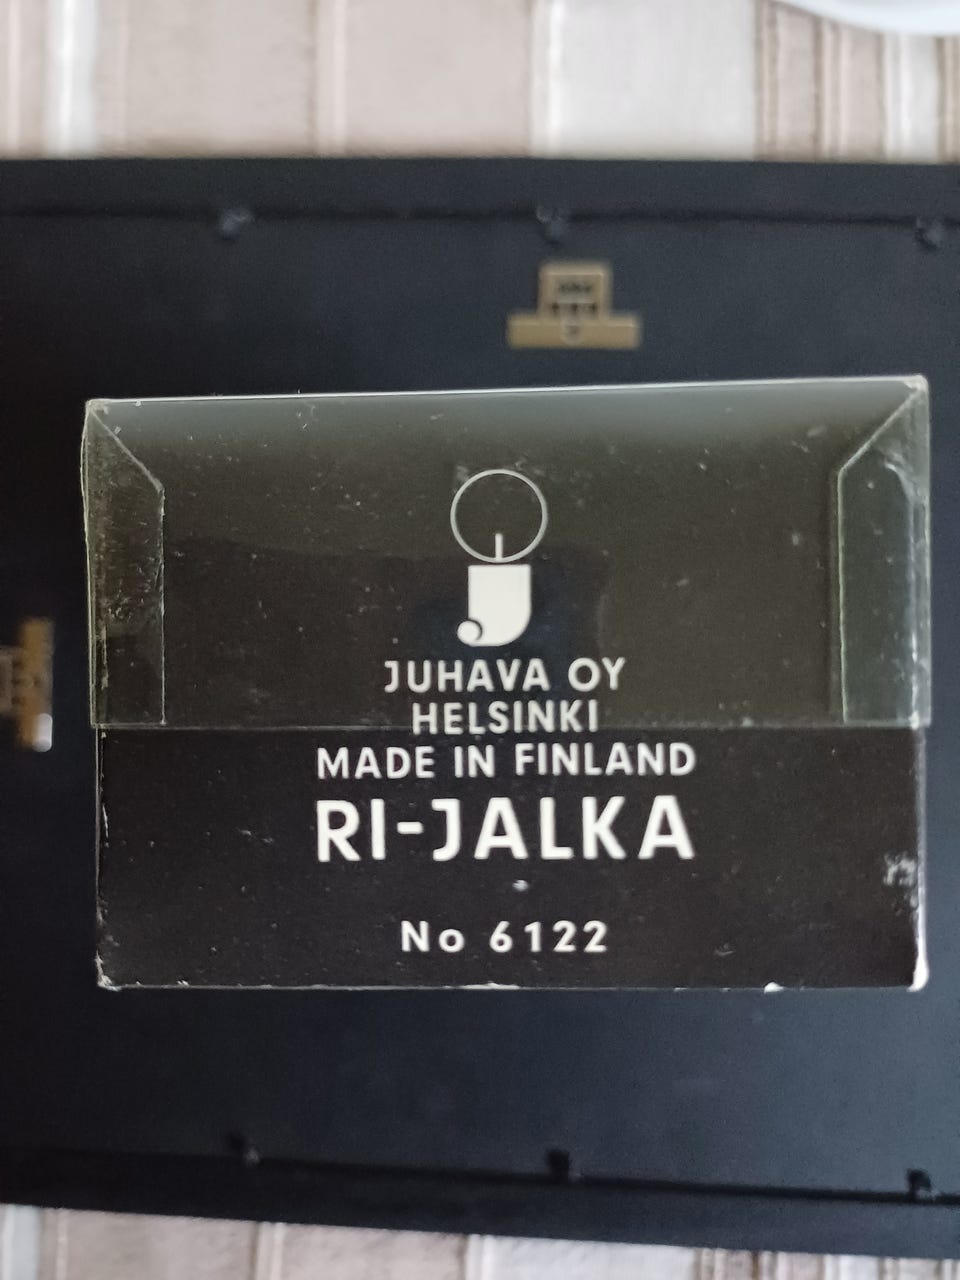 JUHAVA OY
HELSINKI
MADE IN FINLAND
RI-JALKA
No 6122